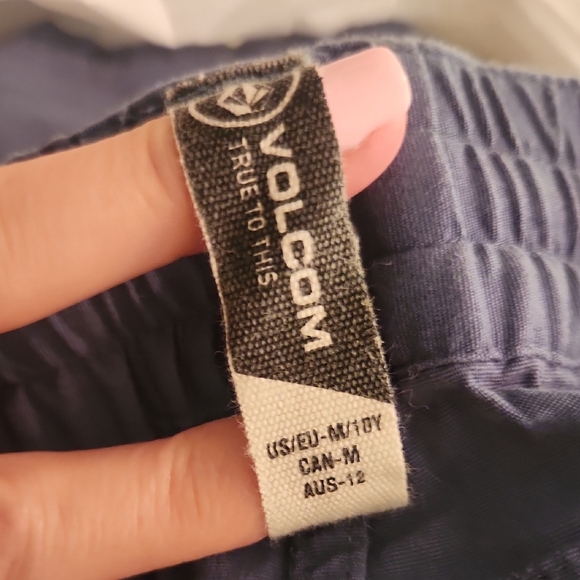 VOLCOM
TRUE TO THIS
US/EU-M/10Y
CAN-M
AUS-12